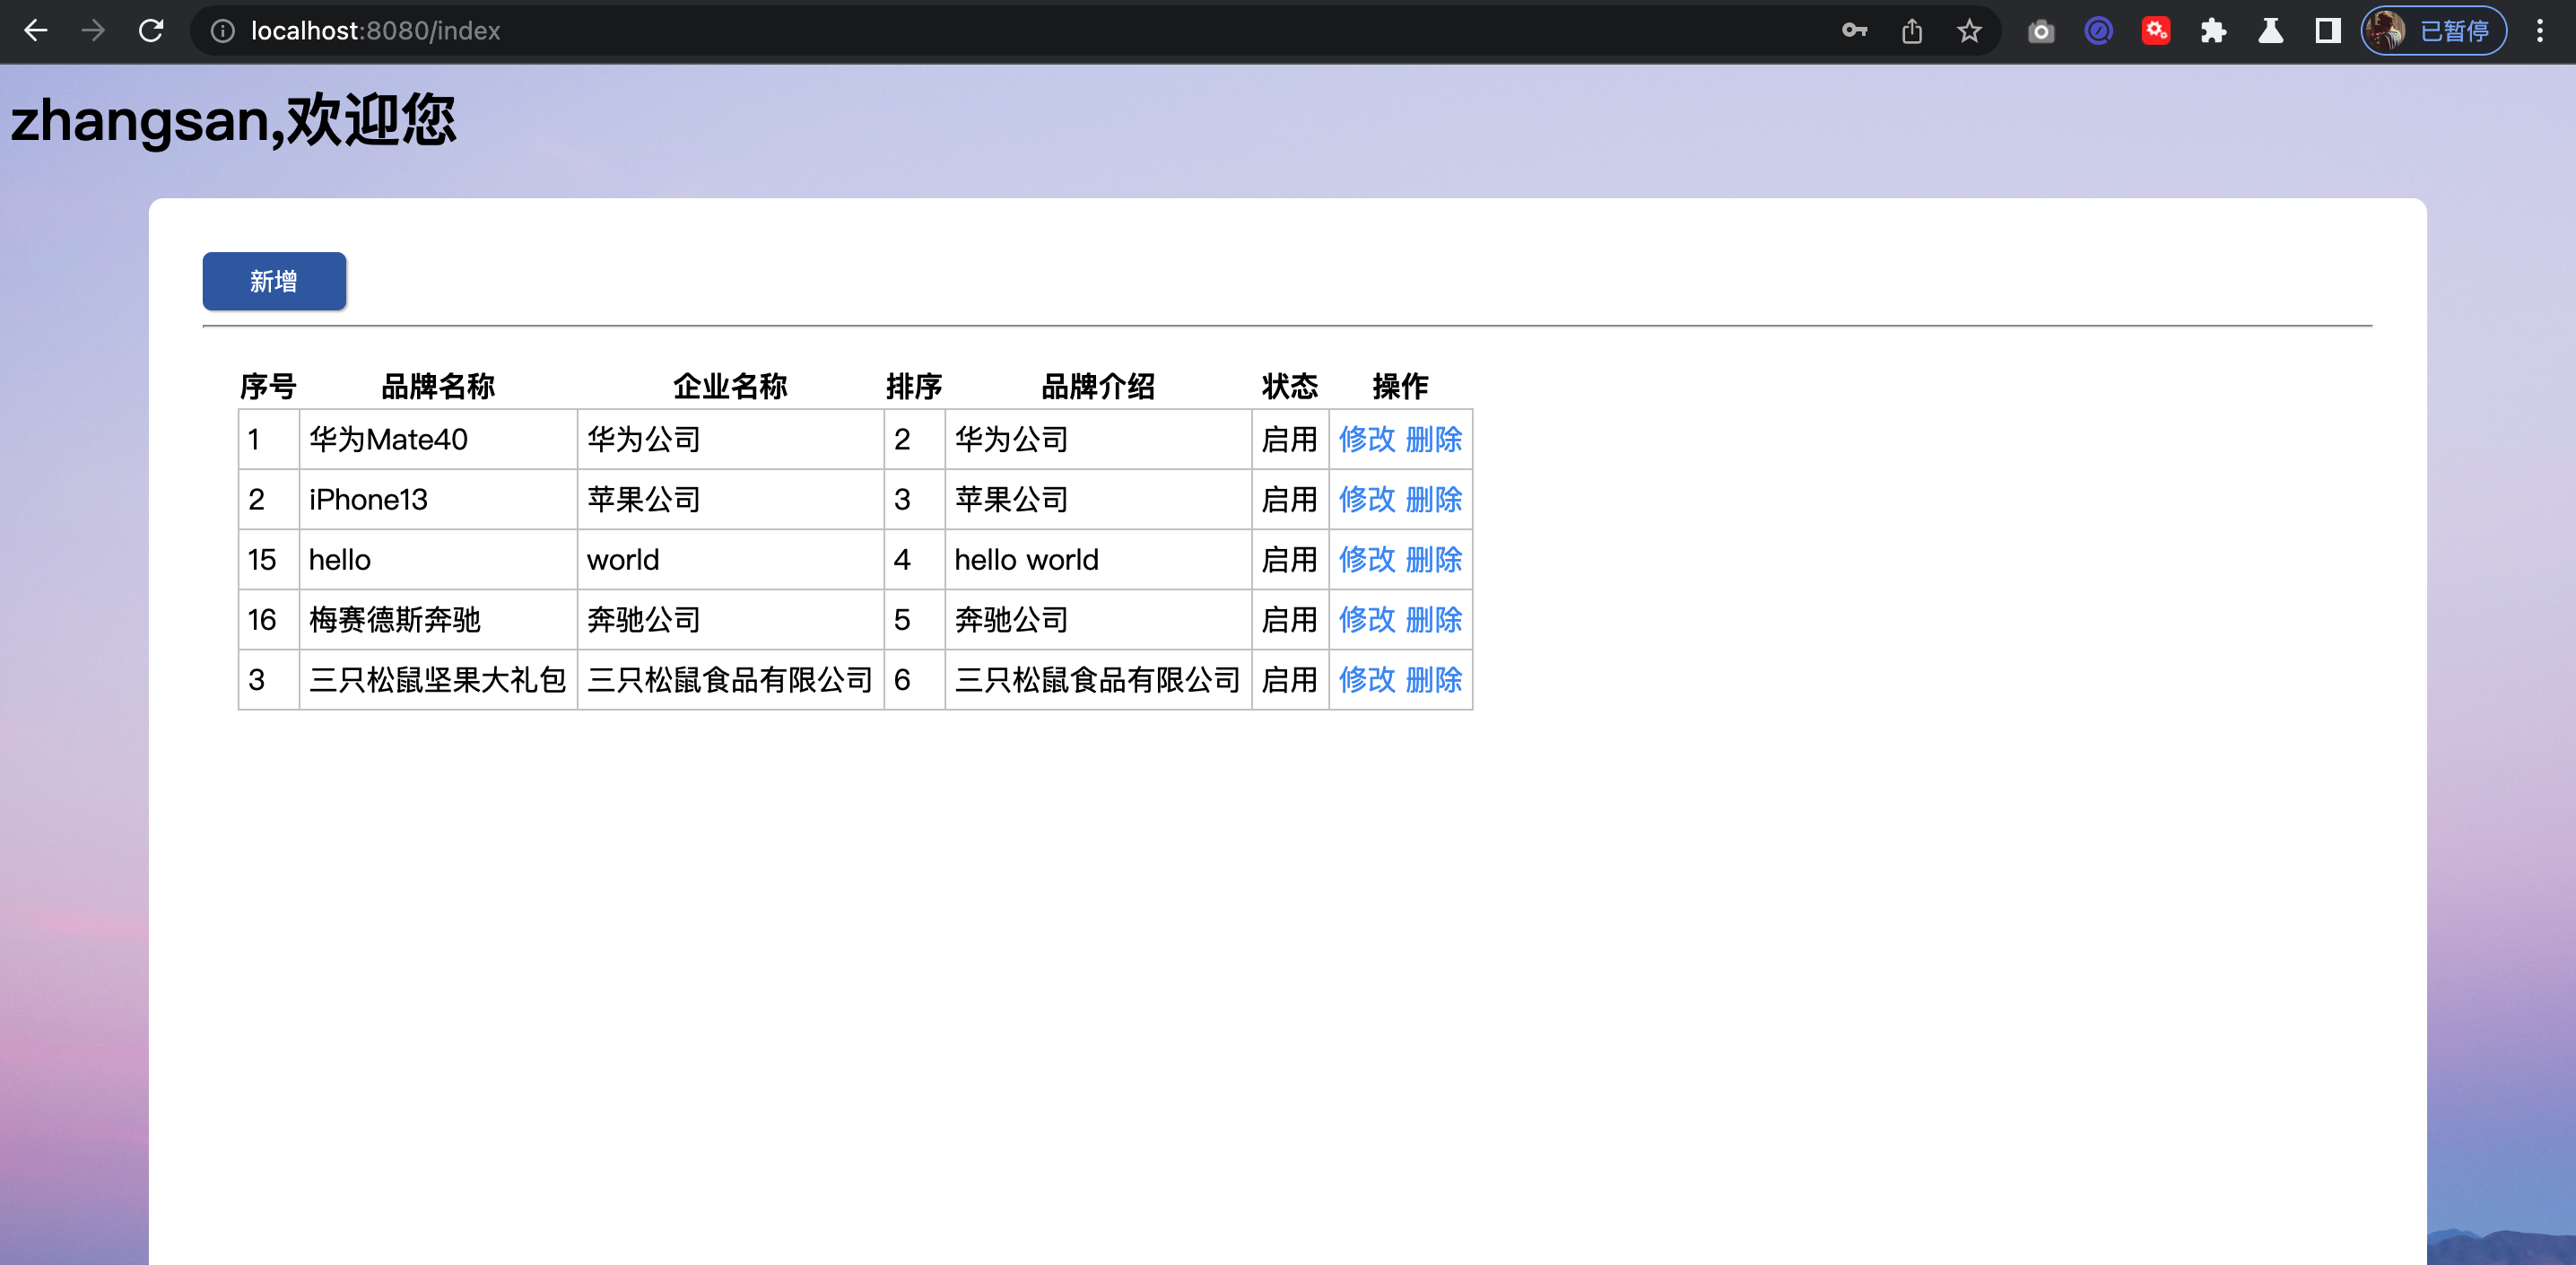 localhost:8080/index
已暂停
zhangsan,欢迎您
新增
序号 品牌名称 企业名称 排序 品牌介绍 状态 操作
1 华为Mate40 华为公司 2 华为公司 启用 修改 删除
2 iPhone13 苹果公司 3 苹果公司 启用 修改 删除
15 hello world 4 hello world 启用 修改 删除
16 梅赛德斯奔驰 奔驰公司 5 奔驰公司 启用 修改 删除
3 三只松鼠坚果大礼包 三只松鼠食品有限公司 6 三只松鼠食品有限公司 启用 修改 删除